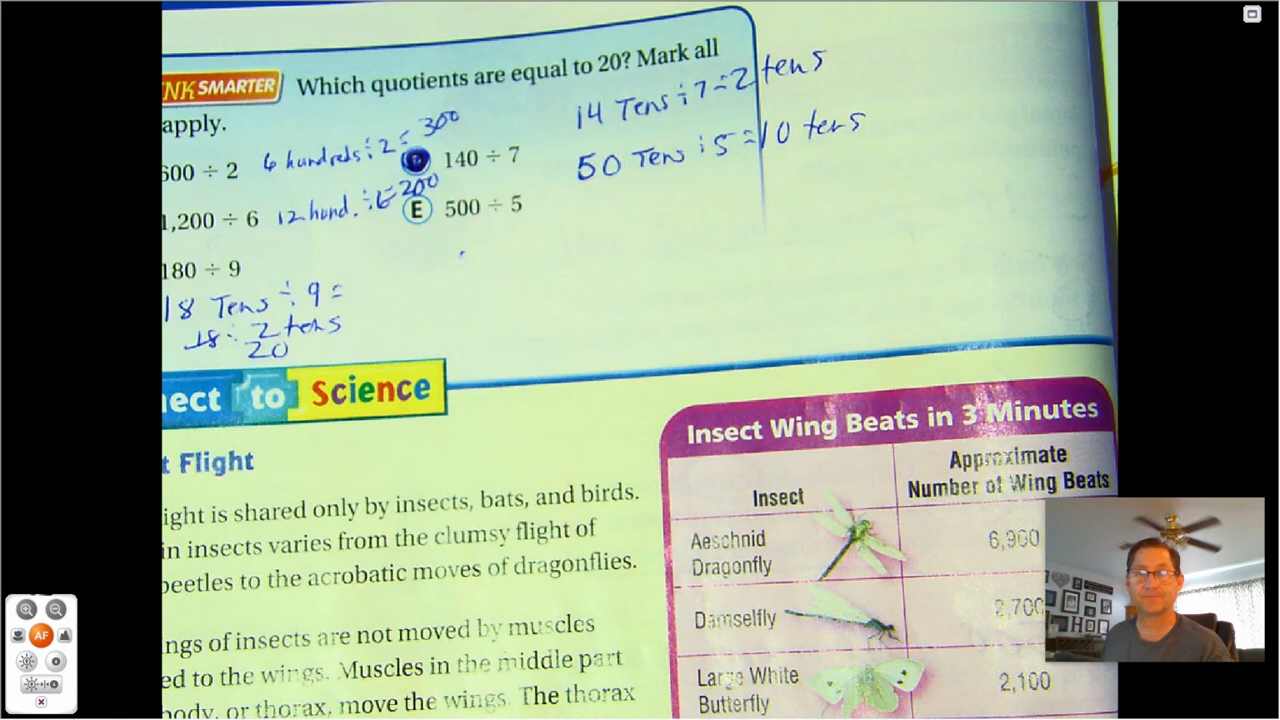 NK SMARTER Which quotients are equal to 20? Mark all
apply.
600 ÷ 2 6 hundreds ÷ 2 = 300
140 ÷ 7
14 Tens ÷ 7 = 2 tens
1,200 ÷ 6 12 hund. ÷ 6 = 200
E 500 ÷ 5
50 Tens ÷ 5 = 10 tens
180 ÷ 9
18 Tens ÷ 9 =
18 ÷ 2 tens
20
nect to Science
t Flight
ight is shared only by insects, bats, and birds.
in insects varies from the clumsy flight of
beetles to the acrobatic moves of dragonflies.
ings of insects are not moved by muscles
ed to the wings. Muscles in the middle part
body, or thorax, move the wings. The thorax
Insect Wing Beats in 3 Minutes
Insect Approximate Number of Wing Beats
Aeschnid Dragonfly 6,900
Damselfly 2,700
Large White Butterfly 2,100
AF